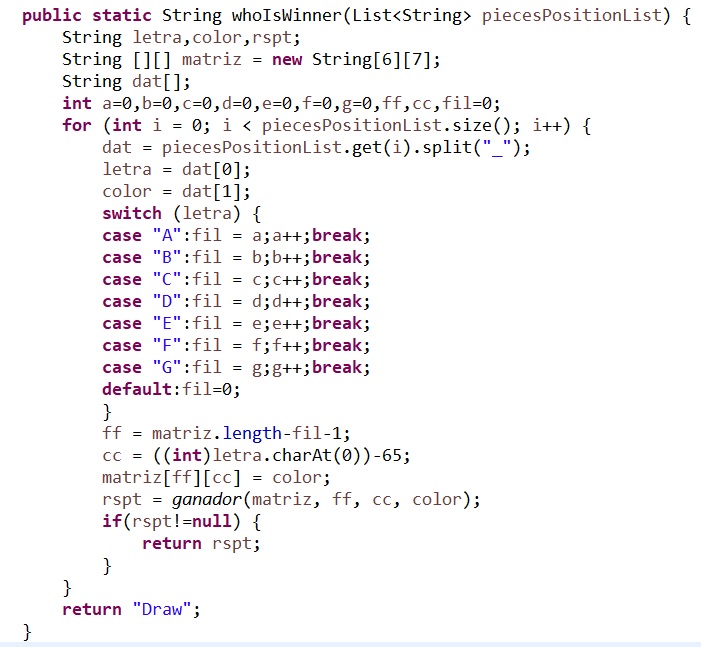 public static String whoIsWinner(List<String> piecesPositionList) {
String letra,color,rspt;
String [][] matriz = new String[6][7];
String dat[];
int a=0,b=0,c=0,d=0,e=0,f=0,g=0,ff,cc,fil=0;
for (int i = 0; i < piecesPositionList.size(); i++) {
dat = piecesPositionList.get(i).split("_");
letra = dat[0];
color = dat[1];
switch (letra) {
case "A":fil = a;a++;break;
case "B":fil = b;b++;break;
case "C":fil = c;c++;break;
case "D":fil = d;d++;break;
case "E":fil = e;e++;break;
case "F":fil = f;f++;break;
case "G":fil = g;g++;break;
default:fil=0;
}
ff = matriz.length-fil-1;
cc = ((int)letra.charAt(0))-65;
matriz[ff][cc] = color;
rspt = ganador(matriz, ff, cc, color);
if(rspt!=null) {
return rspt;
}
}
return "Draw";
}